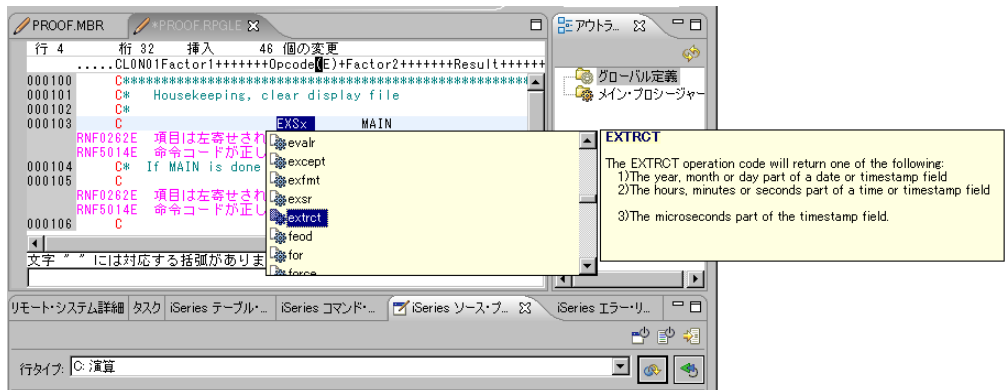 PROOF.MBR
*PROOF.RPGLE
アウトラ...
行 4 桁 32 挿入 46 個の変更
.....CL0N01Factor1+++++++Opcode(E)+Factor2+++++++Result++++++
000100 C*******************************************************
000101 C* Housekeeping, clear display file
000102 C*
000103 C EXSx MAIN
RNF0262E 項目は左寄せされ
RNF5014E 命令コードが正し
000104 C* If MAIN is done
000105 C
RNF0262E 項目は左寄せされ
RNF5014E 命令コードが正し
000106 C
文字 " " には対応する括弧がありま
evalr
except
exfmt
exsr
extrct
feod
for
force
グローバル定義
メイン・プロシージャー
EXTRCT
The EXTRCT operation code will return one of the following:
1)The year, month or day part of a date or timestamp field
2)The hours, minutes or seconds part of a time or timestamp field
3)The microseconds part of the timestamp field.
リモート・システム詳細 タスク iSeries テーブル・... iSeries コマンド・... iSeries ソース・プ... iSeries エラー・リ...
行タイプ: C: 演算